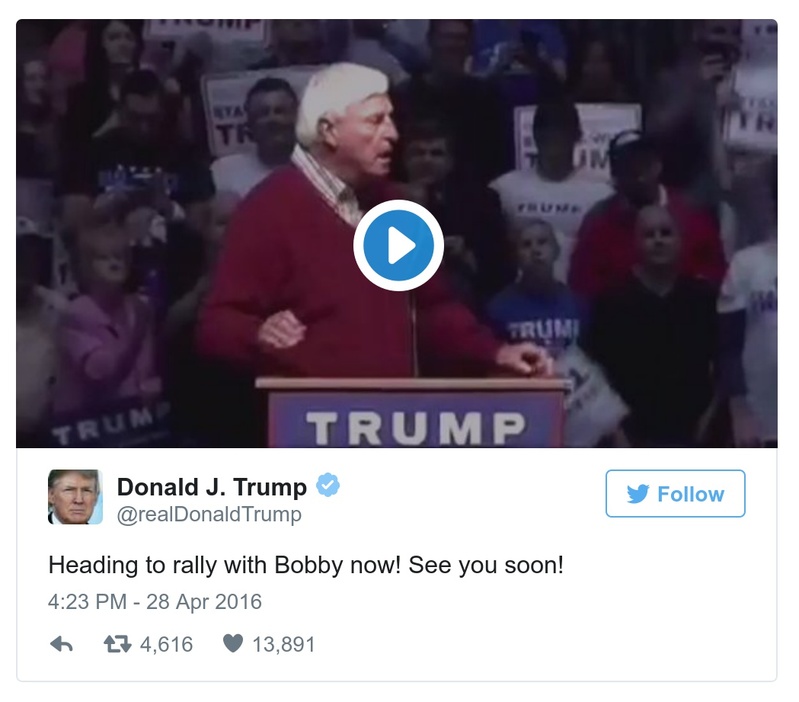 TRUMP
TRUMP
TRUMP
TRUMP
TRUMP
Donald J. Trump
Follow
@realDonaldTrump
Heading to rally with Bobby now! See you soon!
4:23 PM - 28 Apr 2016
4,616 13,891